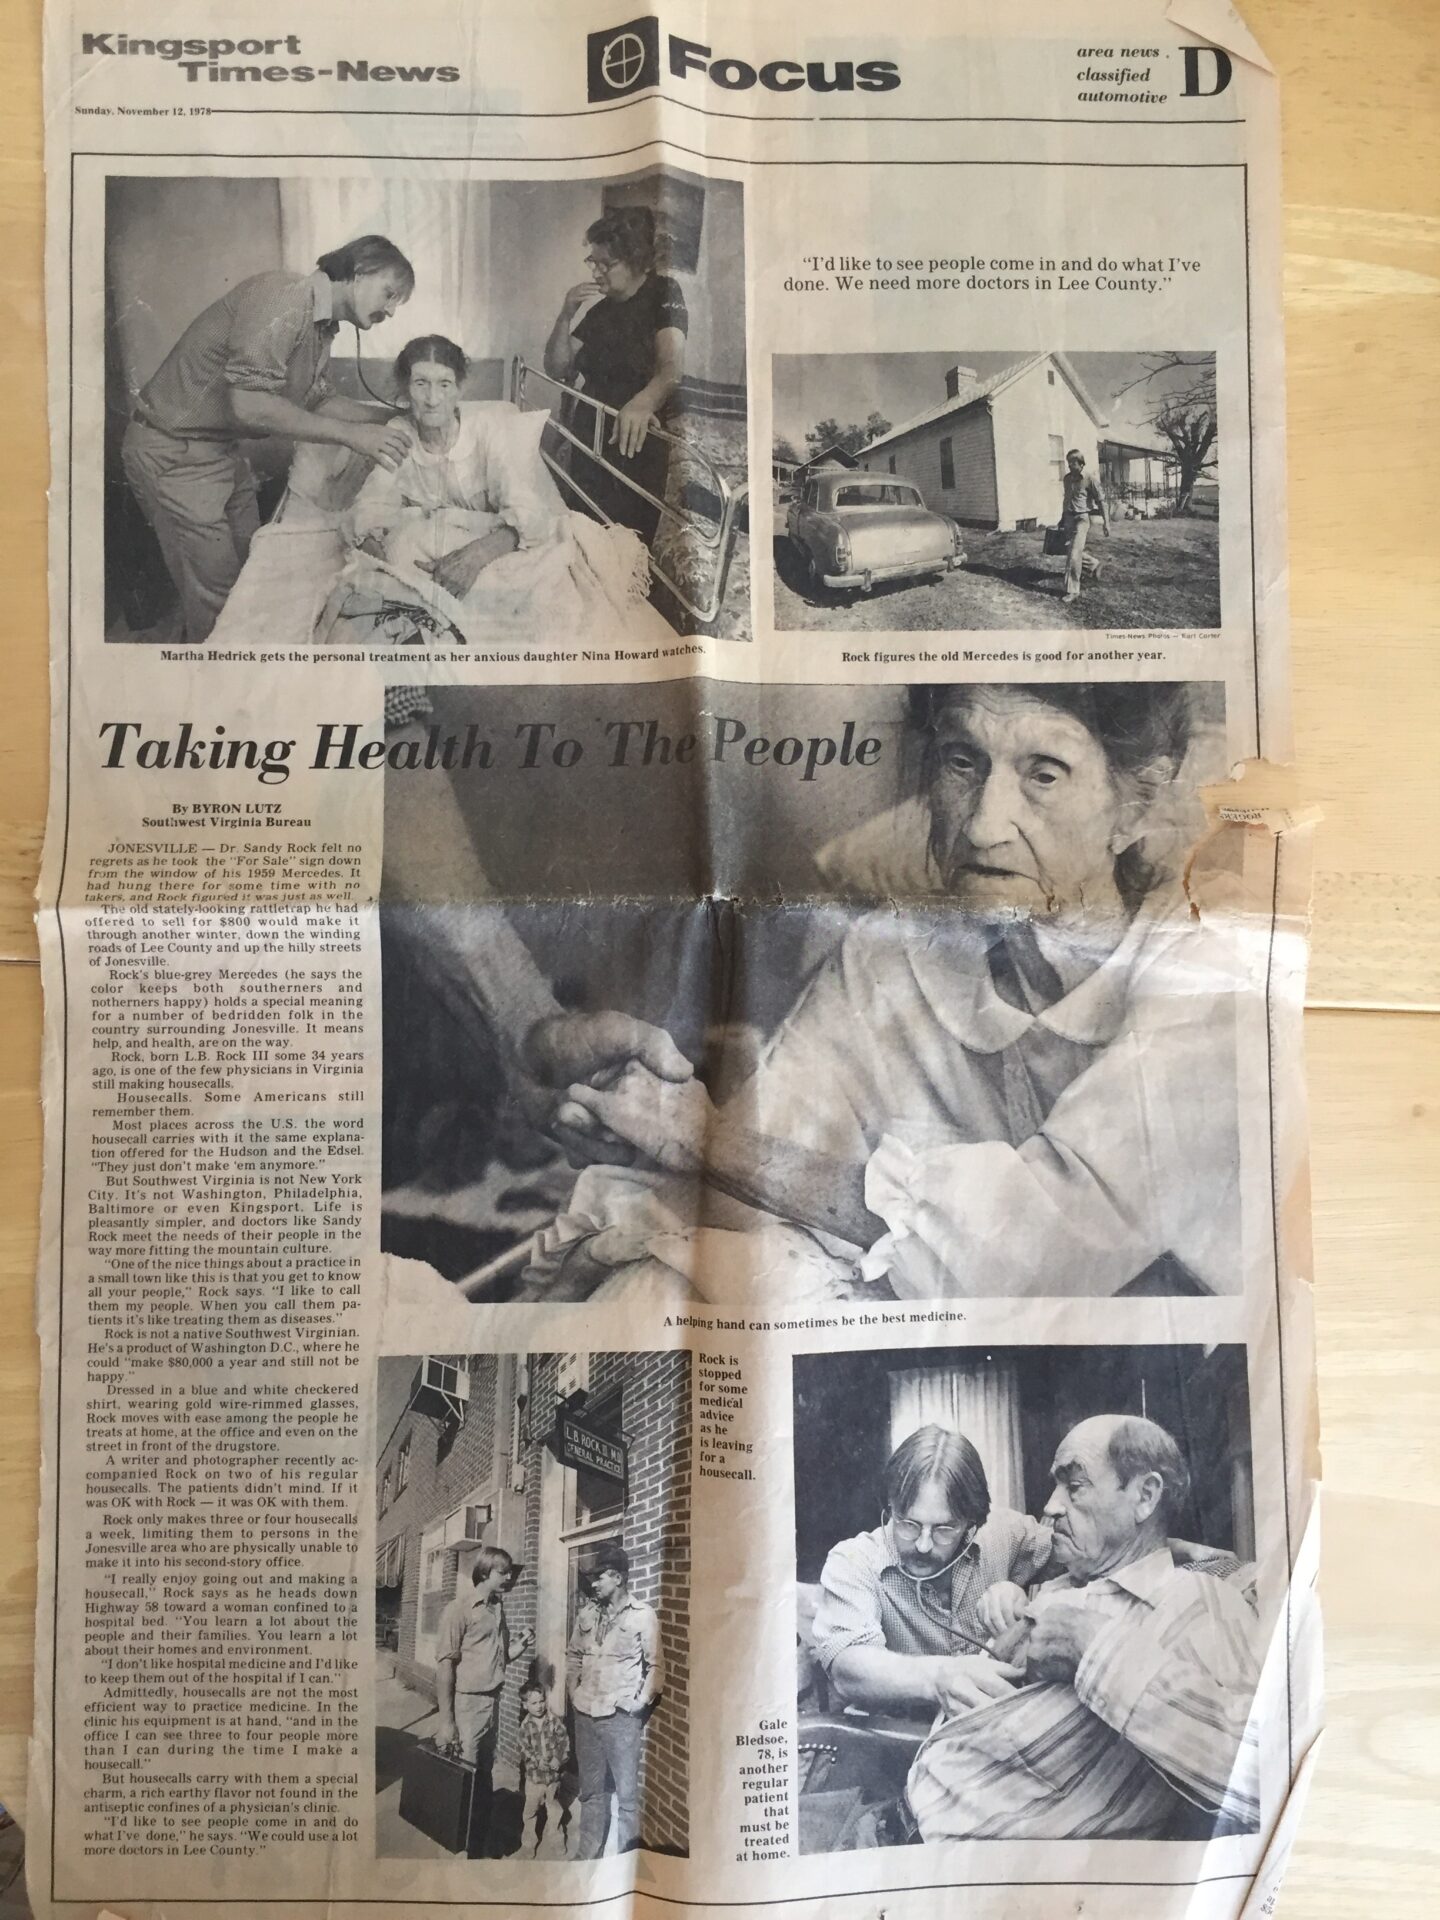 Kingsport
Times-News
Focus
area news
classified
automotive
D
Sunday, November 12, 1978
"I'd like to see people come in and do what I've
done. We need more doctors in Lee County."
Times-News Photos — Karl Carter
Martha Hedrick gets the personal treatment as her anxious daughter Nina Howard watches.
Rock figures the old Mercedes is good for another year.
Taking Health To The People
By BYRON LUTZ
Southwest Virginia Bureau
JONESVILLE — Dr. Sandy Rock felt no
regrets as he took the "For Sale" sign down
from the window of his 1959 Mercedes. It
had hung there for some time with no
takers, and Rock figured it was just as well.
The old stately-looking rattletrap he had
offered to sell for $800 would make it
through another winter, down the winding
roads of Lee County and up the hilly streets
of Jonesville.
Rock's blue-grey Mercedes (he says the
color keeps both southerners and
notherners happy) holds a special meaning
for a number of bedridden folk in the
country surrounding Jonesville. It means
help, and health, are on the way.
Rock, born L.B. Rock III some 34 years
ago, is one of the few physicians in Virginia
still making housecalls.
Housecalls. Some Americans still
remember them.
Most places across the U.S. the word
housecall carries with it the same explana-
tion offered for the Hudson and the Edsel.
"They just don't make 'em anymore."
But Southwest Virginia is not New York
City. It's not Washington, Philadelphia,
Baltimore or even Kingsport. Life is
pleasantly simpler, and doctors like Sandy
Rock meet the needs of their people in the
way more fitting the mountain culture.
"One of the nice things about a practice in
a small town like this is that you get to know
all your people," Rock says. "I like to call
them my people. When you call them pa-
tients it's like treating them as diseases."
Rock is not a native Southwest Virginian.
He's a product of Washington D.C., where he
could "make $80,000 a year and still not be
happy."
Dressed in a blue and white checkered
shirt, wearing gold wire-rimmed glasses,
Rock moves with ease among the people he
treats at home, at the office and even on the
street in front of the drugstore.
A writer and photographer recently ac-
companied Rock on two of his regular
housecalls. The patients didn't mind. If it
was OK with Rock — it was OK with them.
Rock only makes three or four housecalls
a week, limiting them to persons in the
Jonesville area who are physically unable to
make it into his second-story office.
"I really enjoy going out and making a
housecall," Rock says as he heads down
Highway 58 toward a woman confined to a
hospital bed. "You learn a lot about the
people and their families. You learn a lot
about their homes and environment.
"I don't like hospital medicine and I'd like
to keep them out of the hospital if I can."
Admittedly, housecalls are not the most
efficient way to practice medicine. In the
clinic his equipment is at hand, "and in the
office I can see three to four people more
than I can during the time I make a
housecall."
But housecalls carry with them a special
charm, a rich earthy flavor not found in the
antiseptic confines of a physician's clinic.
"I'd like to see people come in and do
what I've done," he says. "We could use a lot
more doctors in Lee County."
A helping hand can sometimes be the best medicine.
L.B. ROCK III M.D.
GENERAL PRACTICE
Rock is
stopped
for some
medical
advice
as he
is leaving
for a
housecall.
Gale
Bledsoe,
78, is
another
regular
patient
that
must be
treated
at home.